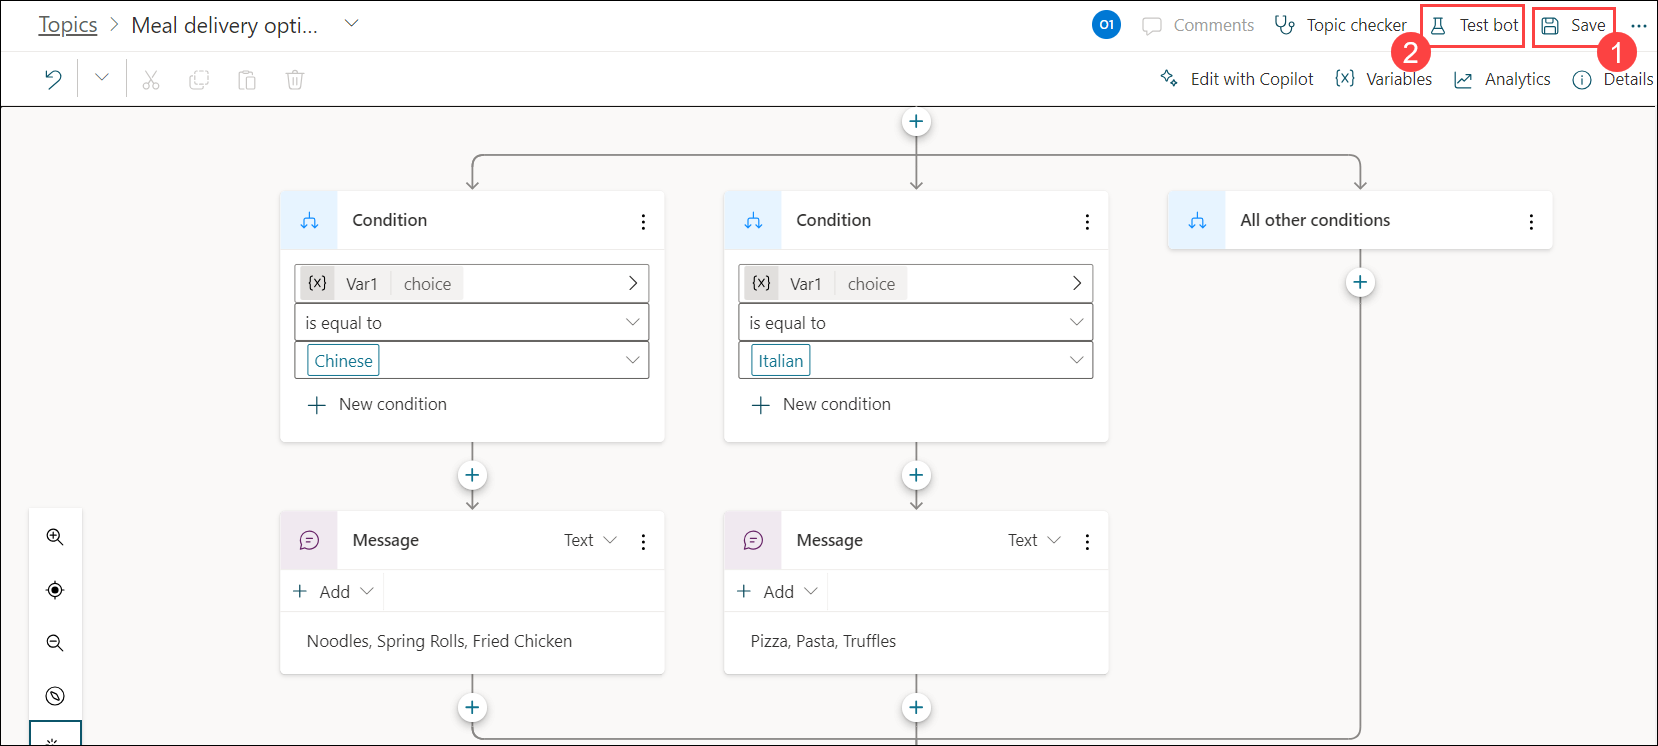 Topics > Meal delivery opti...
O1 Comments Topic checker Test bot Save ...
2 1
Edit with Copilot {x} Variables Analytics Details
Condition
Condition
All other conditions
{x} Var1 choice
{x} Var1 choice
is equal to
is equal to
Chinese
Italian
+ New condition
+ New condition
Message Text
Message Text
+ Add
+ Add
Noodles, Spring Rolls, Fried Chicken
Pizza, Pasta, Truffles